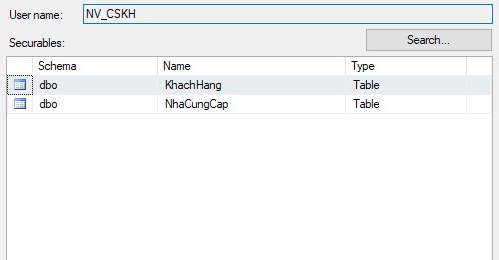 User name: NV_CSKH
Securables: Search...
Schema Name Type
dbo KhachHang Table
dbo NhaCungCap Table